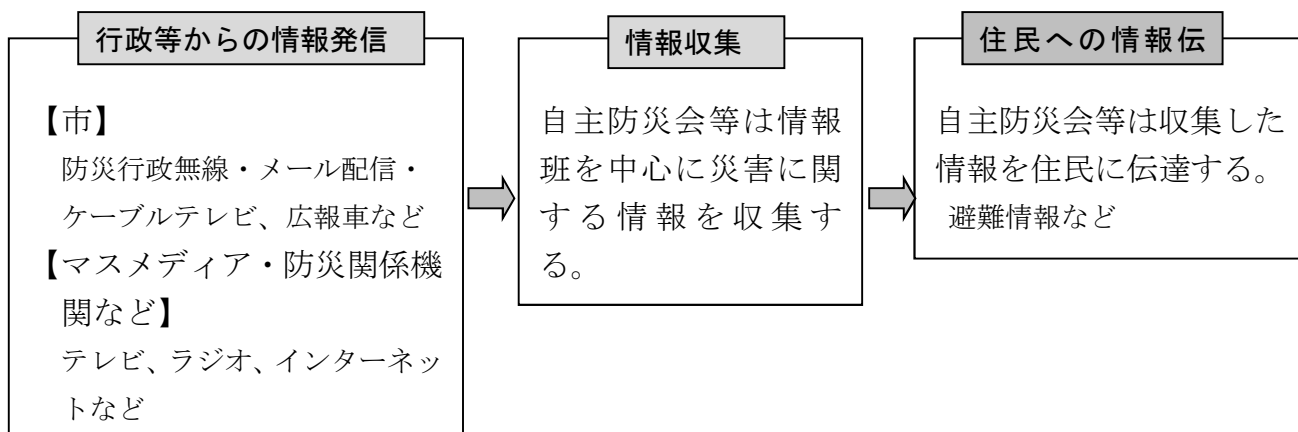 行政等からの情報発信
【市】
防災行政無線・メール配信・
ケーブルテレビ、広報車など
【マスメディア・防災関係機
関など】
テレビ、ラジオ、インターネッ
トなど
情報収集
自主防災会等は情報
班を中心に災害に関
する情報を収集す
る。
住民への情報伝
自主防災会等は収集した
情報を住民に伝達する。
避難情報など